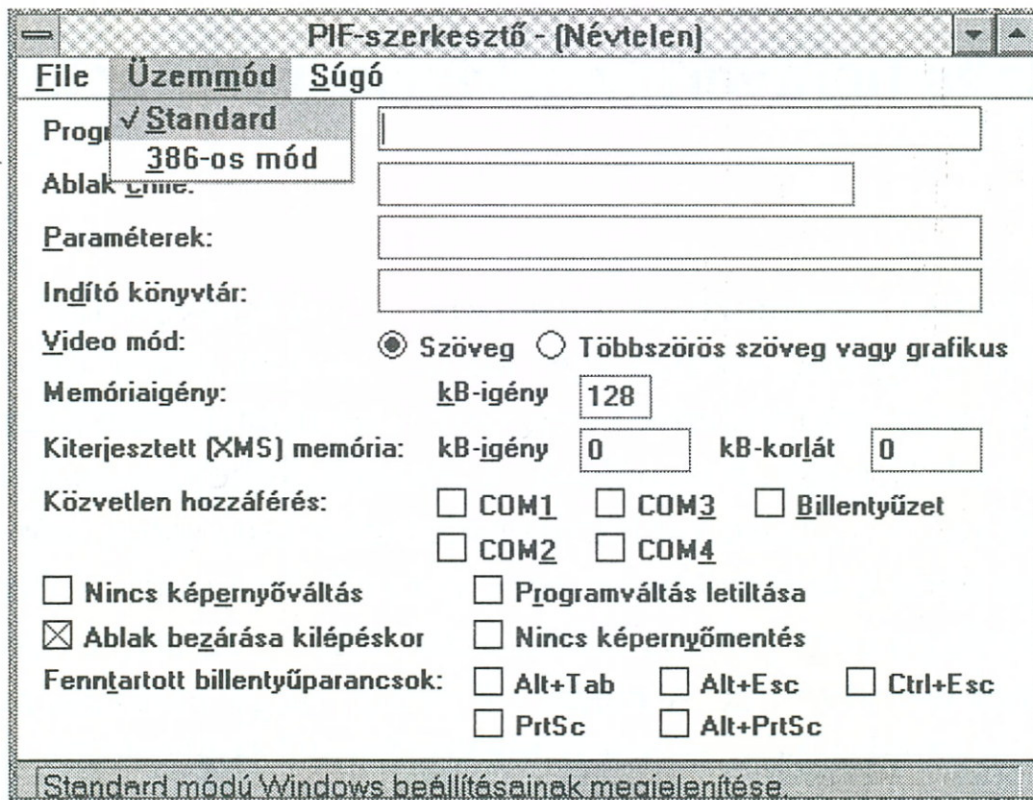 PIF-szerkesztő - (Névtelen)
File Üzemmód Súgó
√ Standard
386-os mód
Ablak
Paraméterek:
Indító könyvtár:
Video mód: Szöveg Többszörös szöveg vagy grafikus
Memóriaigény: kB-igény 128
Kiterjesztett (XMS) memória: kB-igény 0 kB-korlát 0
Közvetlen hozzáférés: COM1 COM3 Billentyűzet
COM2 COM4
Nincs képernyőváltás Programváltás letiltása
Ablak bezárása kilépéskor Nincs képernyőmentés
Fenntartott billentyűparancsok: Alt+Tab Alt+Esc Ctrl+Esc
PrtSc Alt+PrtSc
Standard módú Windows beállításainak megjelenítése.